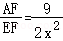 AF/EF = 9/2x²